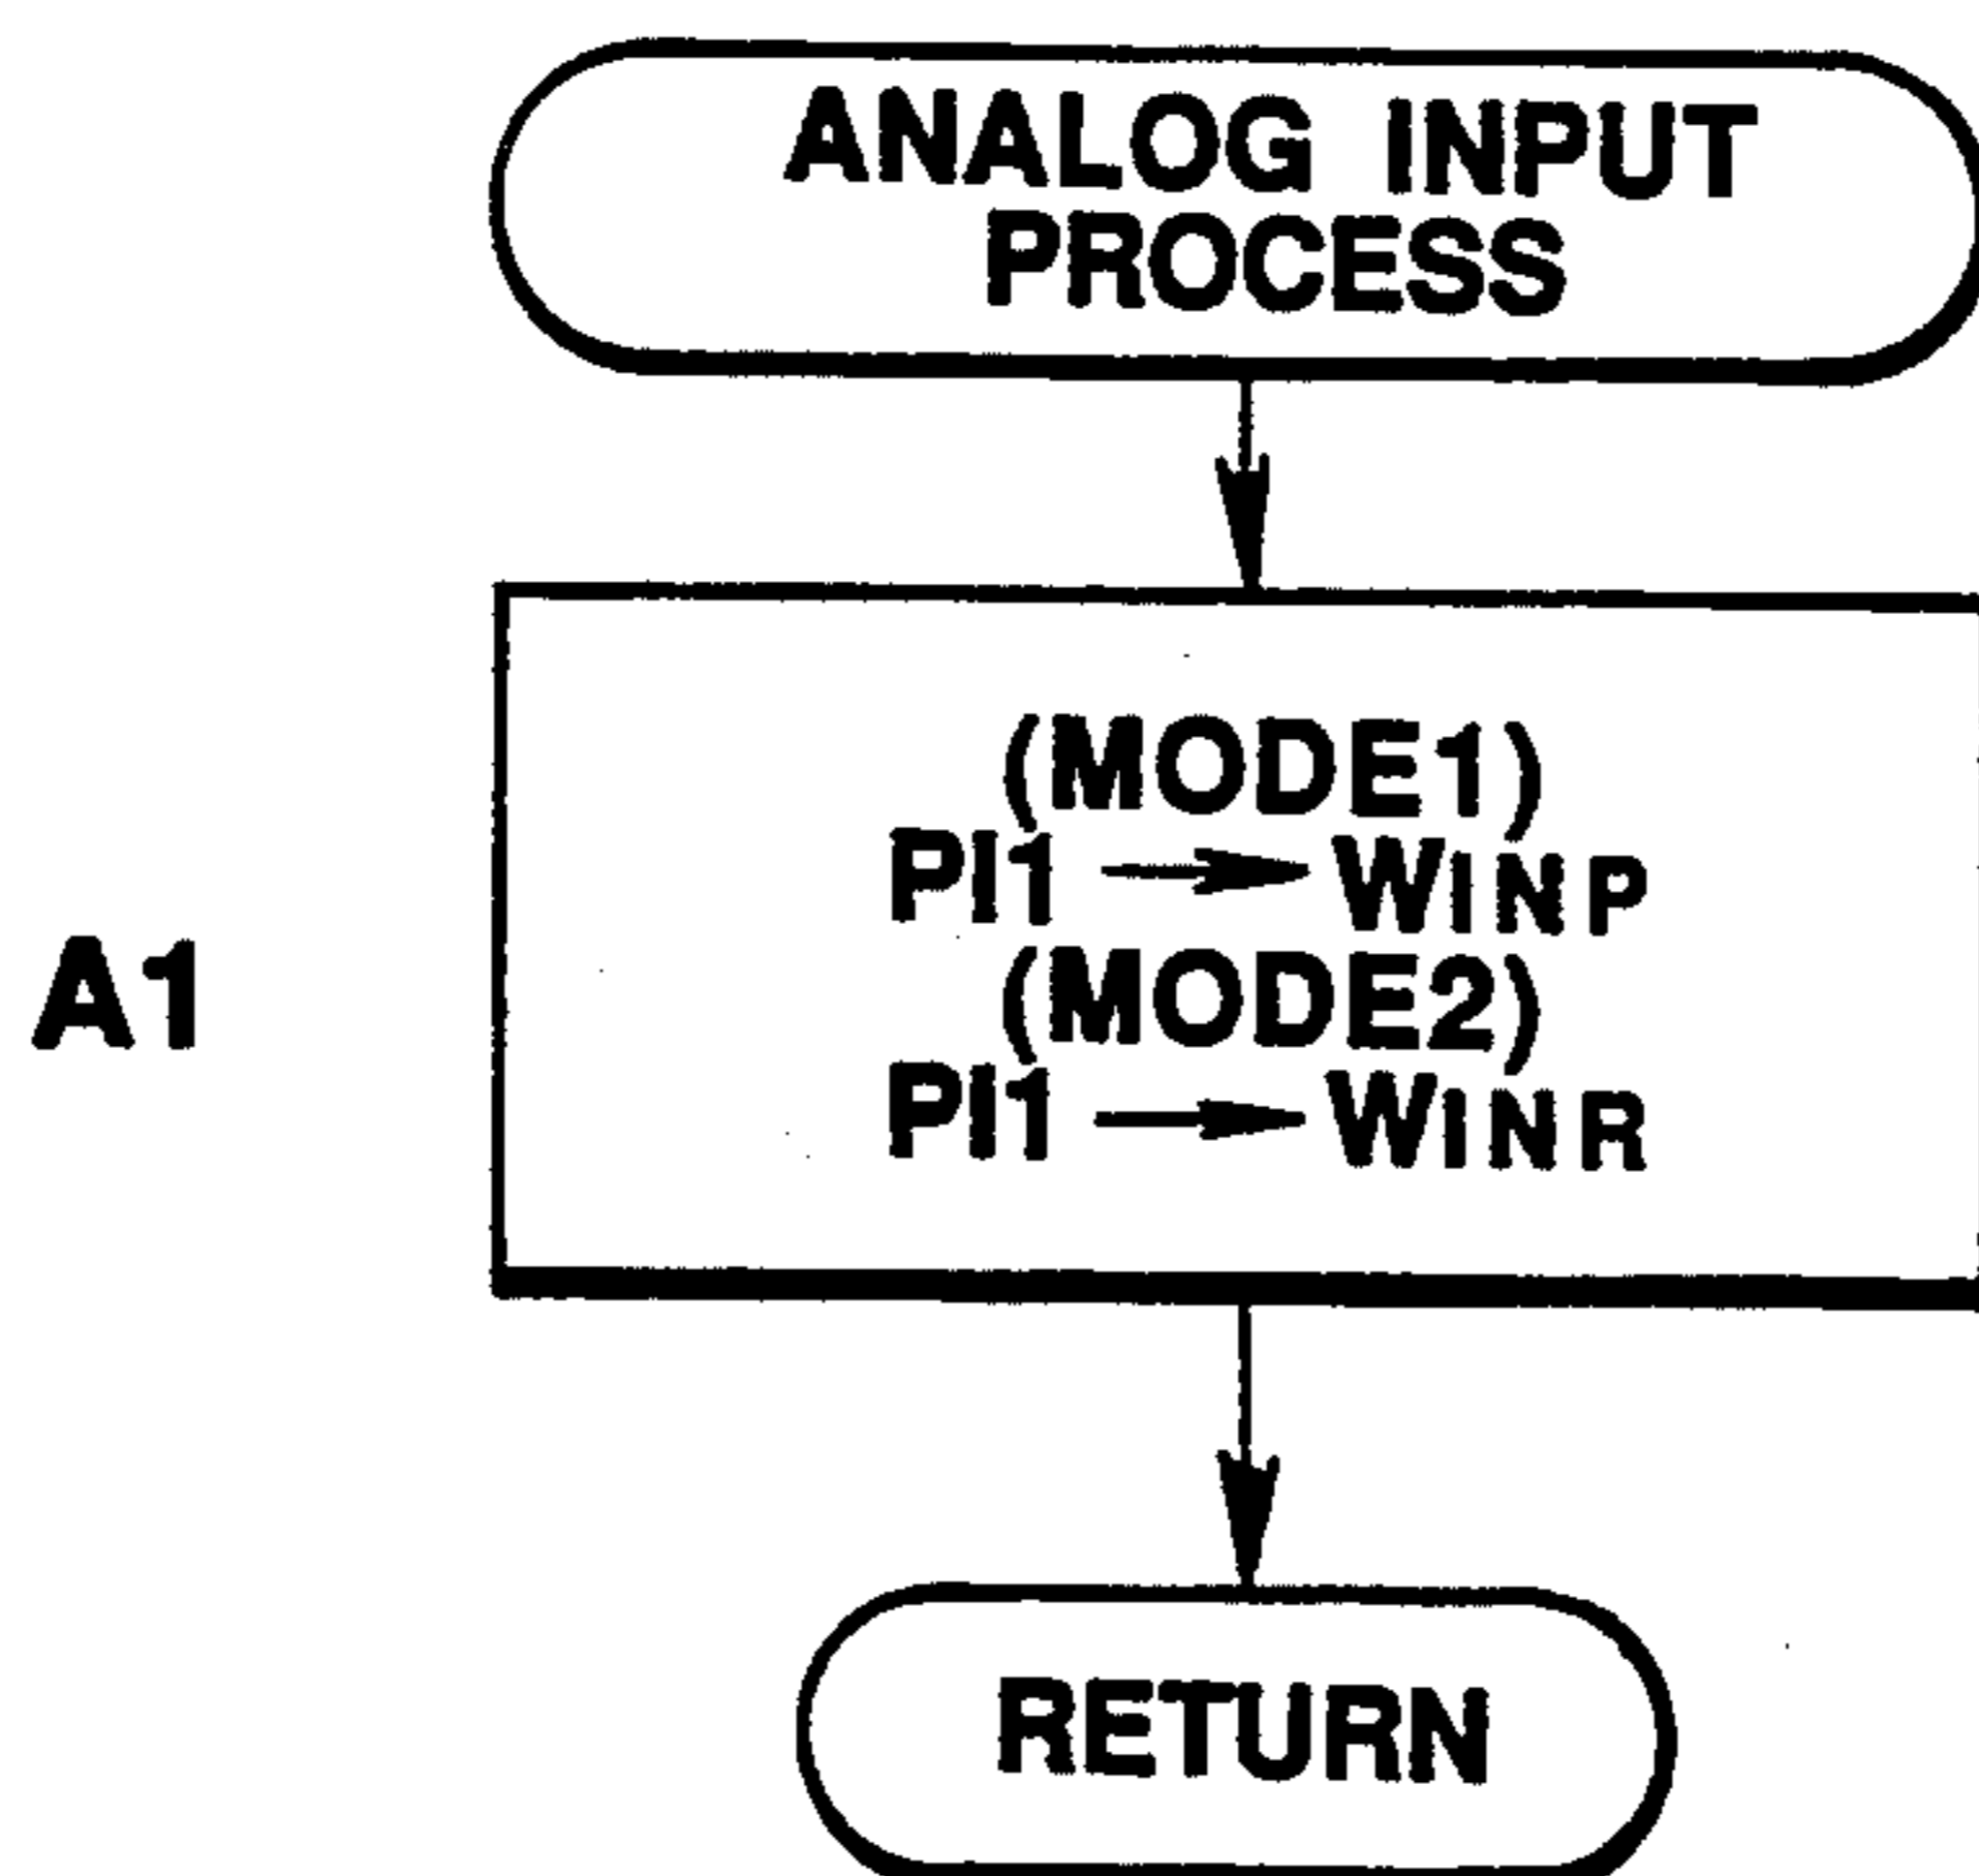 ANALOG INPUT
PROCESS
(MODE1)
PI1 → WINP
A1
(MODE2)
PI1 → WINR
RETURN